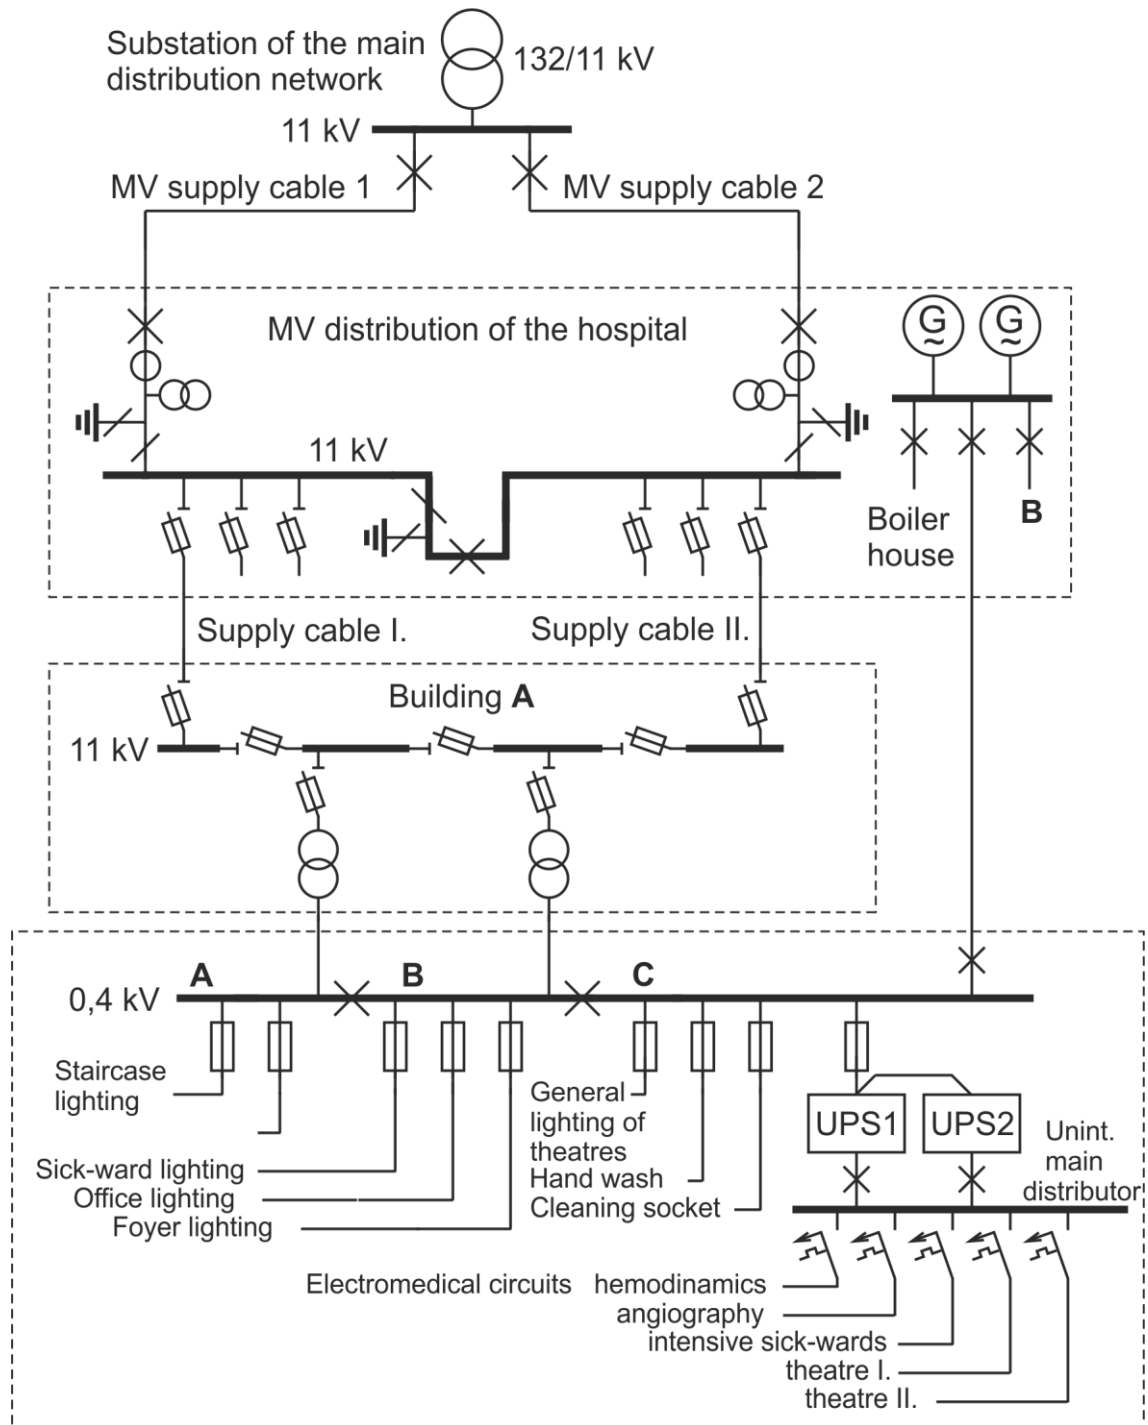 Substation of the main
distribution network
132/11 kV
11 kV
MV supply cable 1
MV supply cable 2
MV distribution of the hospital
G
~
G
~
11 kV
Boiler
house
B
Supply cable I.
Supply cable II.
Building A
11 kV
A
B
C
0,4 kV
Staircase
lighting
General
lighting of
theatres
UPS1
UPS2
Unint.
main
distributor
Sick-ward lighting
Hand wash
Office lighting
Cleaning socket
Foyer lighting
Electromedical circuits hemodinamics
angiography
intensive sick-wards
theatre I.
theatre II.